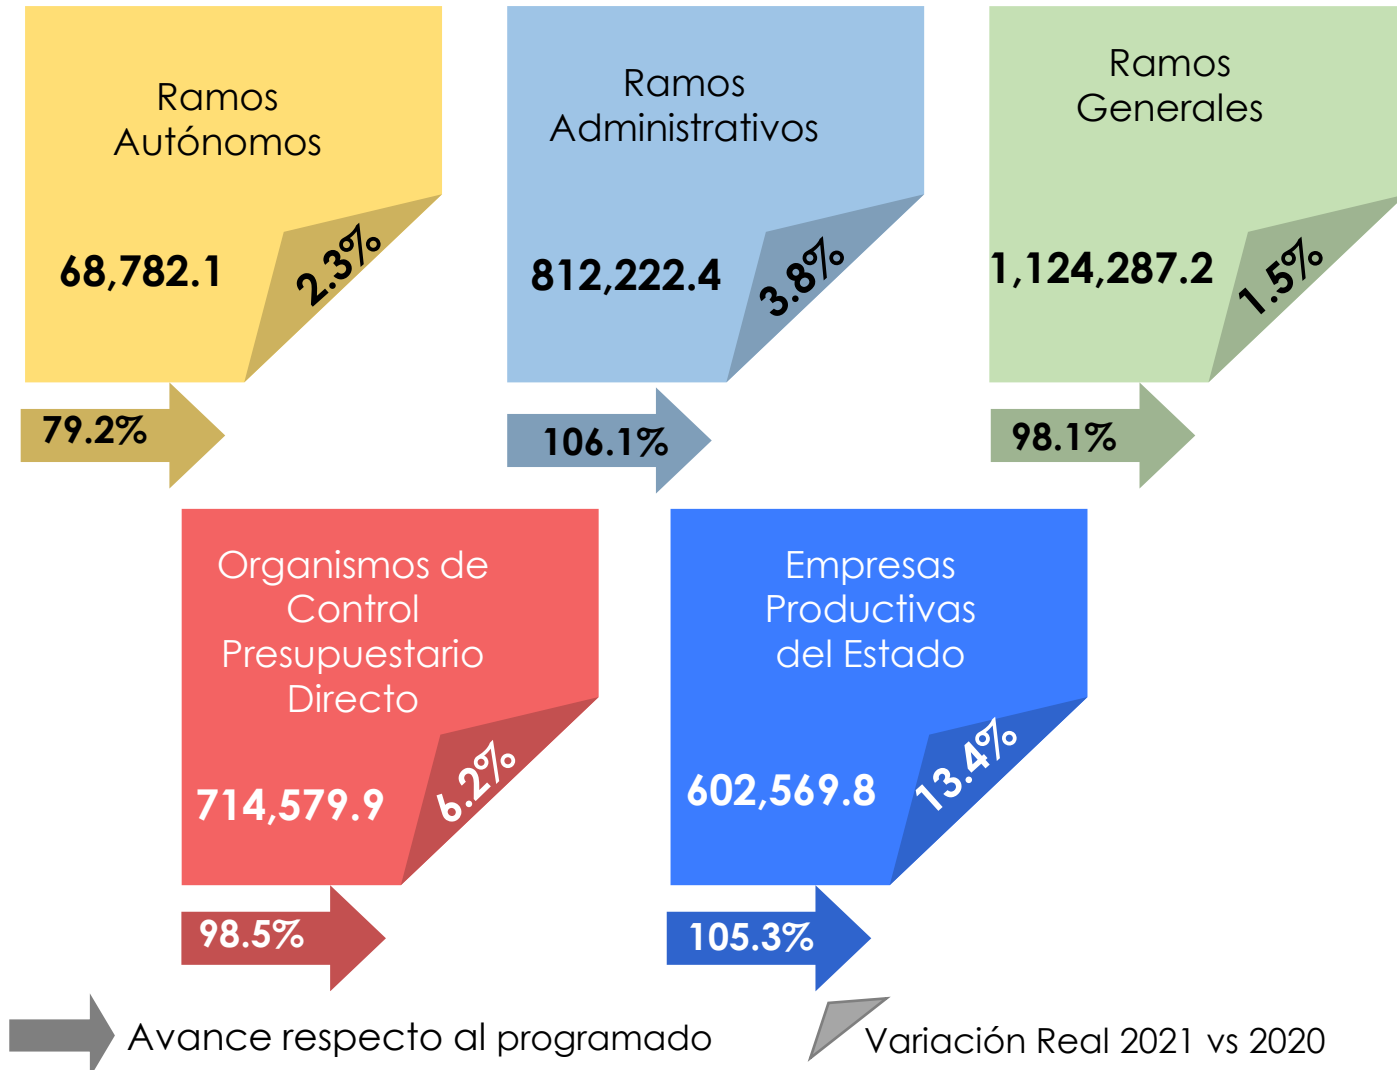 Ramos
Autónomos
68,782.1
2.3%
79.2%
Ramos
Administrativos
812,222.4
3.8%
106.1%
Ramos
Generales
1,124,287.2
1.5%
98.1%
Organismos de
Control
Presupuestario
Directo
714,579.9
6.2%
98.5%
Empresas
Productivas
del Estado
602,569.8
13.4%
105.3%
Avance respecto al programado
Variación Real 2021 vs 2020